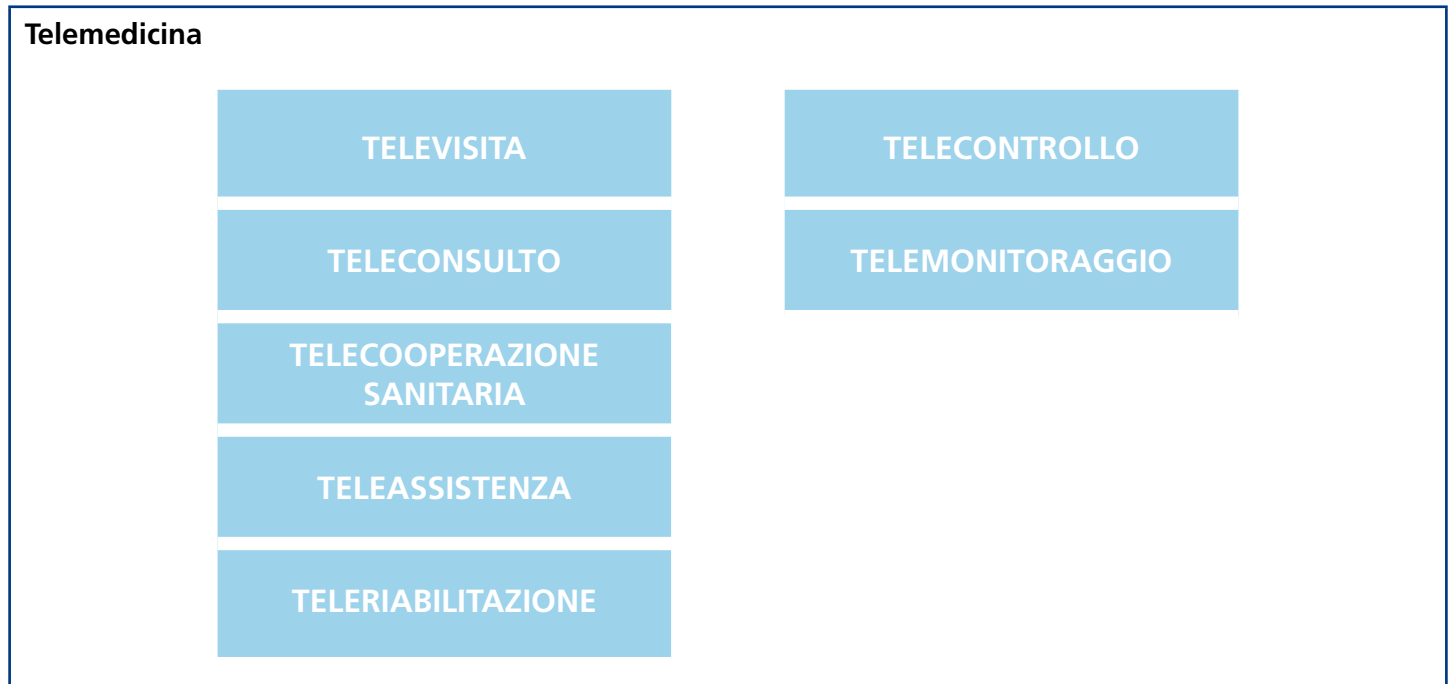 Telemedicina
TELEVISITA
TELECONSULTO
TELECOOPERAZIONE
SANITARIA
TELEASSISTENZA
TELERIABILITAZIONE
TELECONTROLLO
TELEMONITORAGGIO